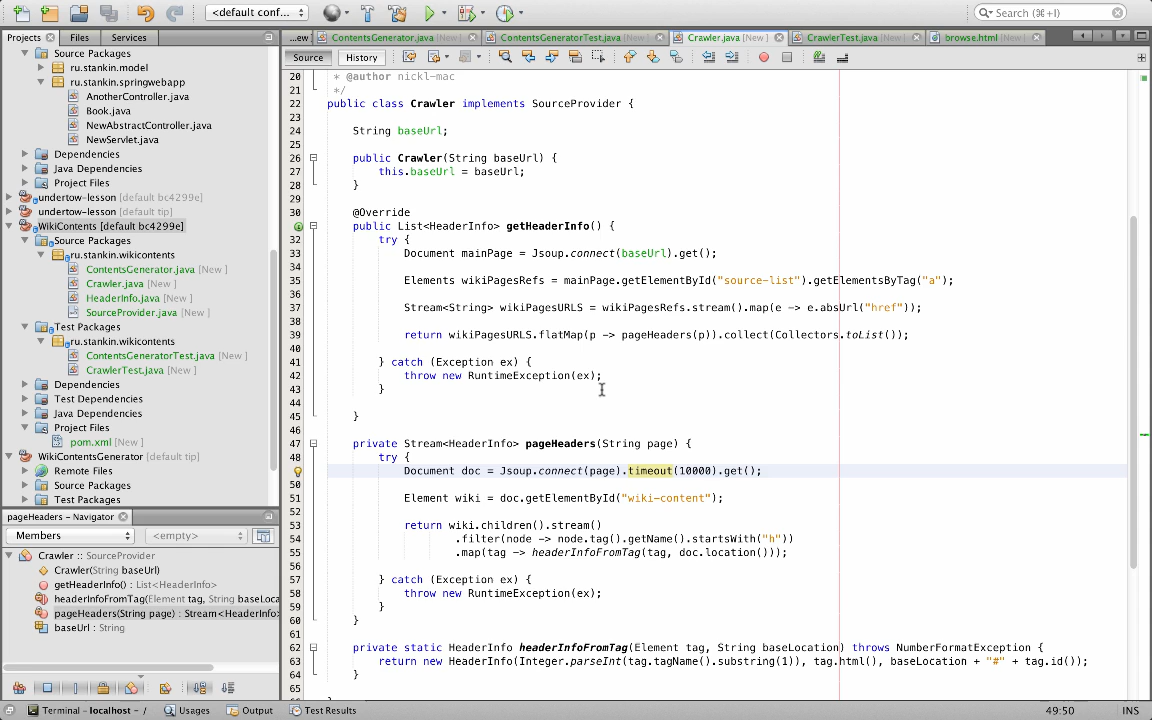 <default conf...
Search (⌘+I)
Projects
Files
Services
...ew]
ContentsGenerator.java [New ]
ContentsGeneratorTest.java [New ]
Crawler.java [New ]
CrawlerTest.java [New ]
browse.html [New ]
Source Packages
ru.stankin.model
ru.stankin.springwebapp
AnotherController.java
Book.java
NewAbstractController.java
NewServlet.java
Dependencies
Java Dependencies
Project Files
undertow-lesson [default bc4299e]
undertow-lesson [default tip]
WikiContents [default bc4299e]
Source Packages
ru.stankin.wikicontents
ContentsGenerator.java [New ]
Crawler.java [New ]
HeaderInfo.java [New ]
SourceProvider.java [New ]
Test Packages
ru.stankin.wikicontents
ContentsGeneratorTest.java [New ]
CrawlerTest.java [New ]
Dependencies
Test Dependencies
Java Dependencies
Project Files
pom.xml [New ]
WikiContentsGenerator [default tip]
Remote Files
Source Packages
Test Packages
pageHeaders - Navigator
Members
<empty>
Crawler :: SourceProvider
Crawler(String baseUrl)
getHeaderInfo() : List<HeaderInfo>
headerInfoFromTag(Element tag, String baseLoca
pageHeaders(String page) : Stream<HeaderInfo>
baseUrl : String
Source
History
20 * @author nickl-mac
21 */
22 public class Crawler implements SourceProvider {
23
24 String baseUrl;
25
26 public Crawler(String baseUrl) {
27 this.baseUrl = baseUrl;
28 }
29
30 @Override
public List<HeaderInfo> getHeaderInfo() {
32 try {
33 Document mainPage = Jsoup.connect(baseUrl).get();
34
35 Elements wikiPagesRefs = mainPage.getElementById("source-list").getElementsByTag("a");
36
37 Stream<String> wikiPagesURLS = wikiPagesRefs.stream().map(e -> e.absUrl("href"));
38
39 return wikiPagesURLS.flatMap(p -> pageHeaders(p)).collect(Collectors.toList());
40
41 } catch (Exception ex) {
42 throw new RuntimeException(ex);
43 }
44
45 }
46
47 private Stream<HeaderInfo> pageHeaders(String page) {
48 try {
Document doc = Jsoup.connect(page).timeout(10000).get();
50
51 Element wiki = doc.getElementById("wiki-content");
52
53 return wiki.children().stream()
54 .filter(node -> node.tag().getName().startsWith("h"))
55 .map(tag -> headerInfoFromTag(tag, doc.location()));
56
57 } catch (Exception ex) {
58 throw new RuntimeException(ex);
59 }
60 }
61
62 private static HeaderInfo headerInfoFromTag(Element tag, String baseLocation) throws NumberFormatException {
63 return new HeaderInfo(Integer.parseInt(tag.tagName().substring(1)), tag.html(), baseLocation + "#" + tag.id());
64 }
65
Terminal - localhost - /
Usages
Output
Test Results
49:50
INS